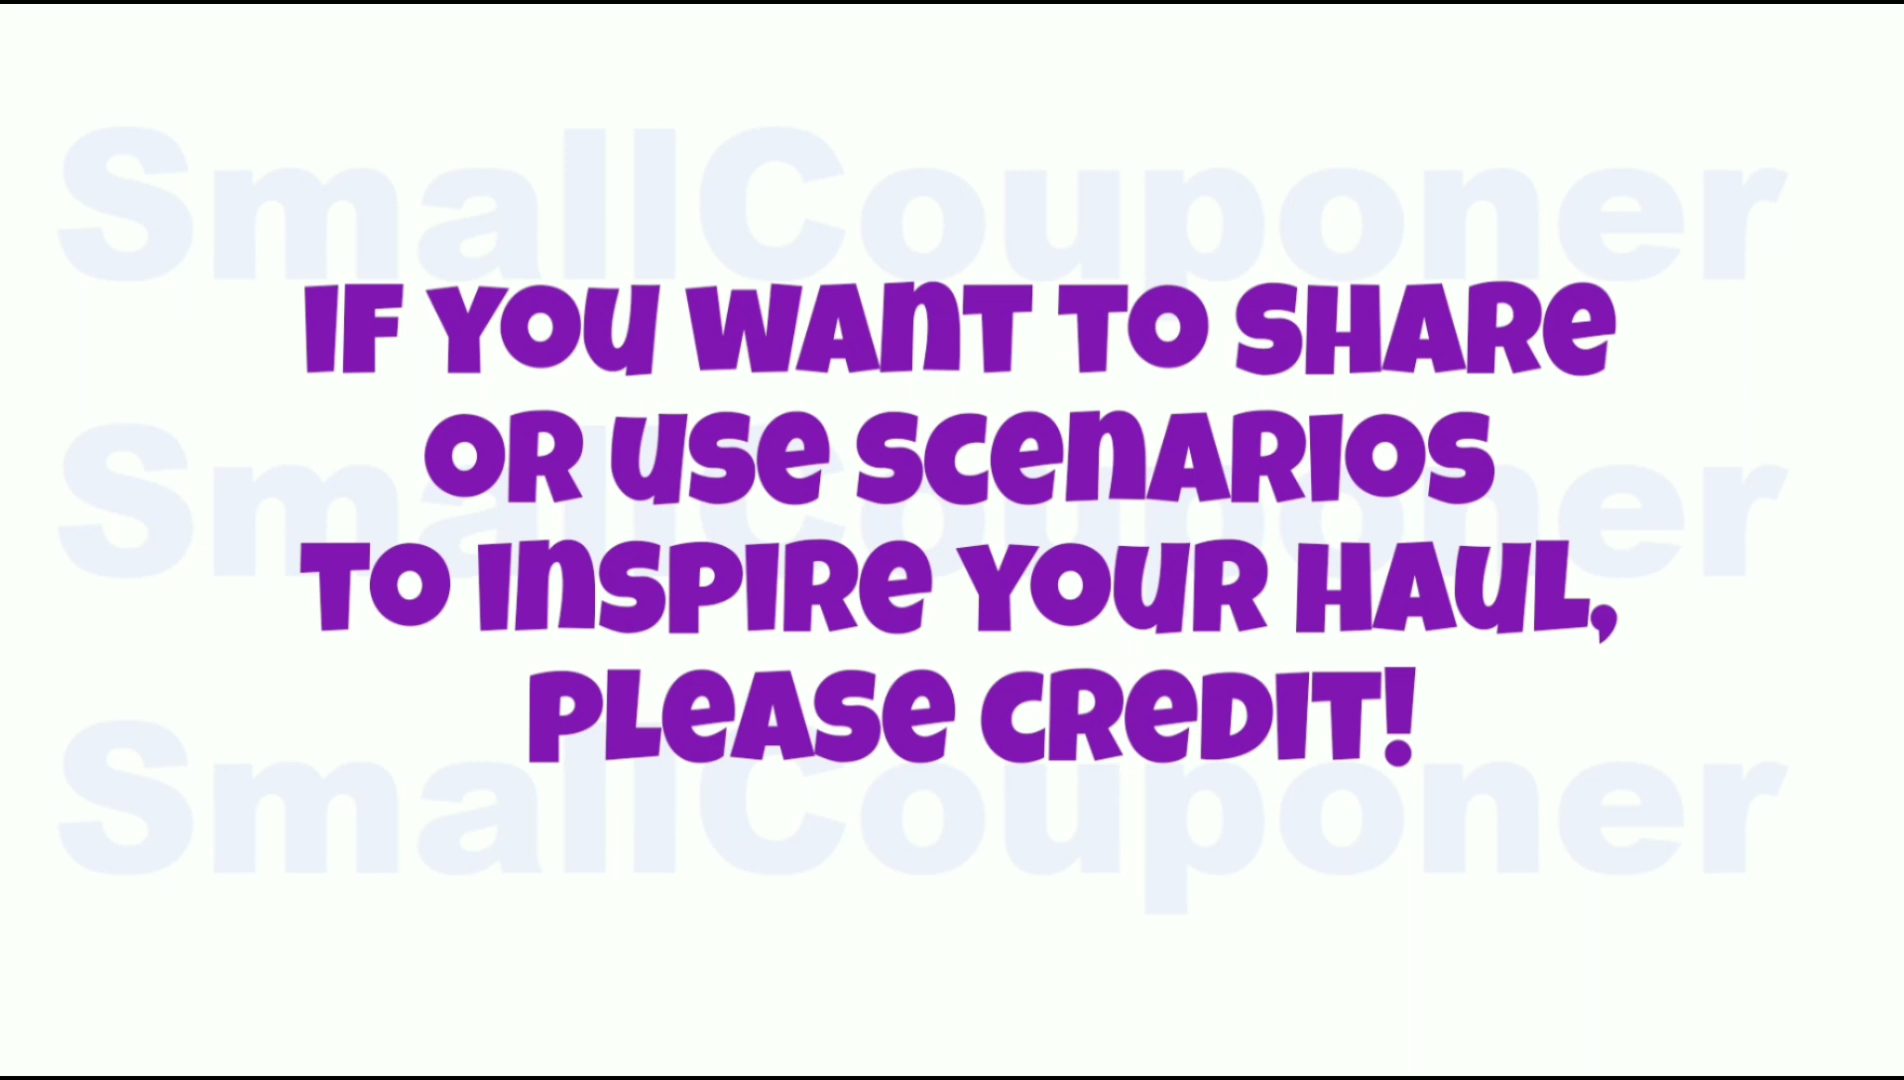 SmallCouponer
IF YOU WANT TO SHARE
OR USE SCENARIOS
SmallCouponer
TO INSPIRE YOUR HAUL,
PLEASE CREDIT!
SmallCouponer